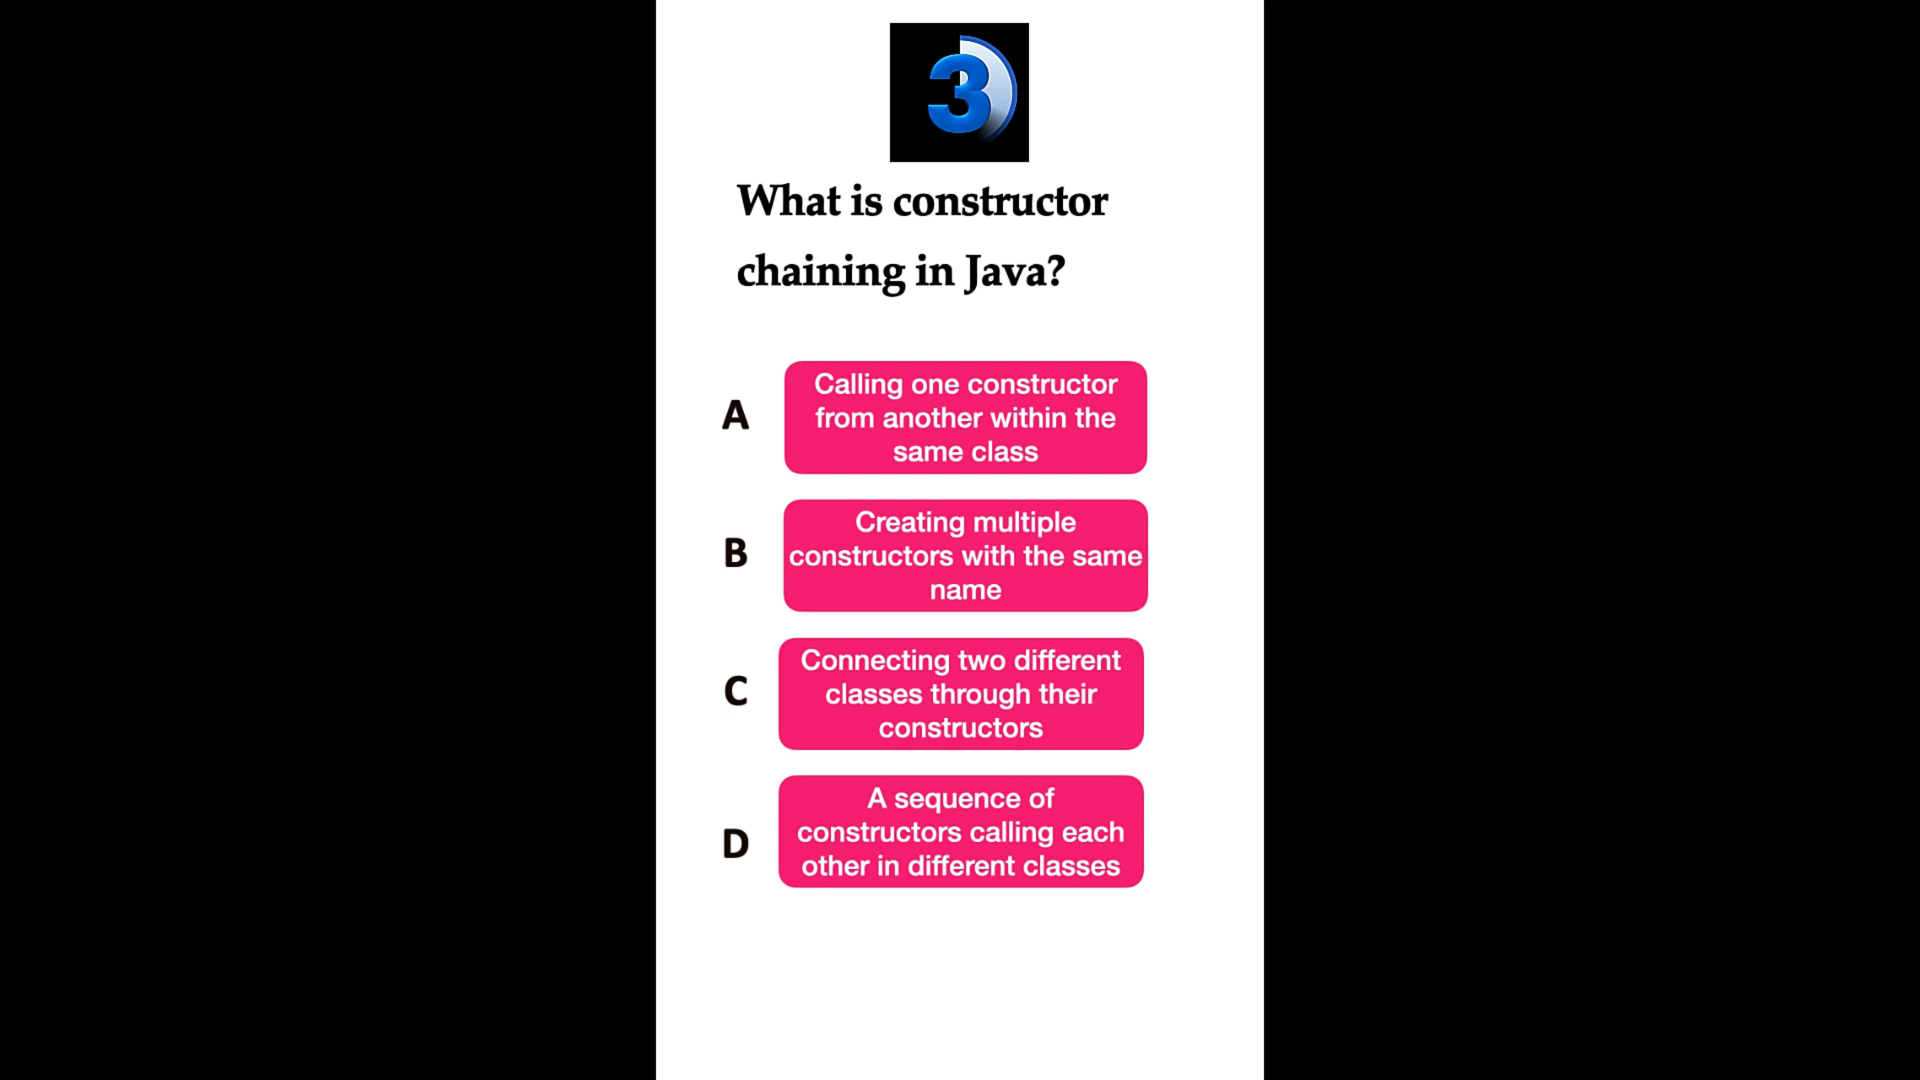 3
What is constructor
chaining in Java?
A
Calling one constructor
from another within the
same class
B
Creating multiple
constructors with the same
name
C
Connecting two different
classes through their
constructors
D
A sequence of
constructors calling each
other in different classes